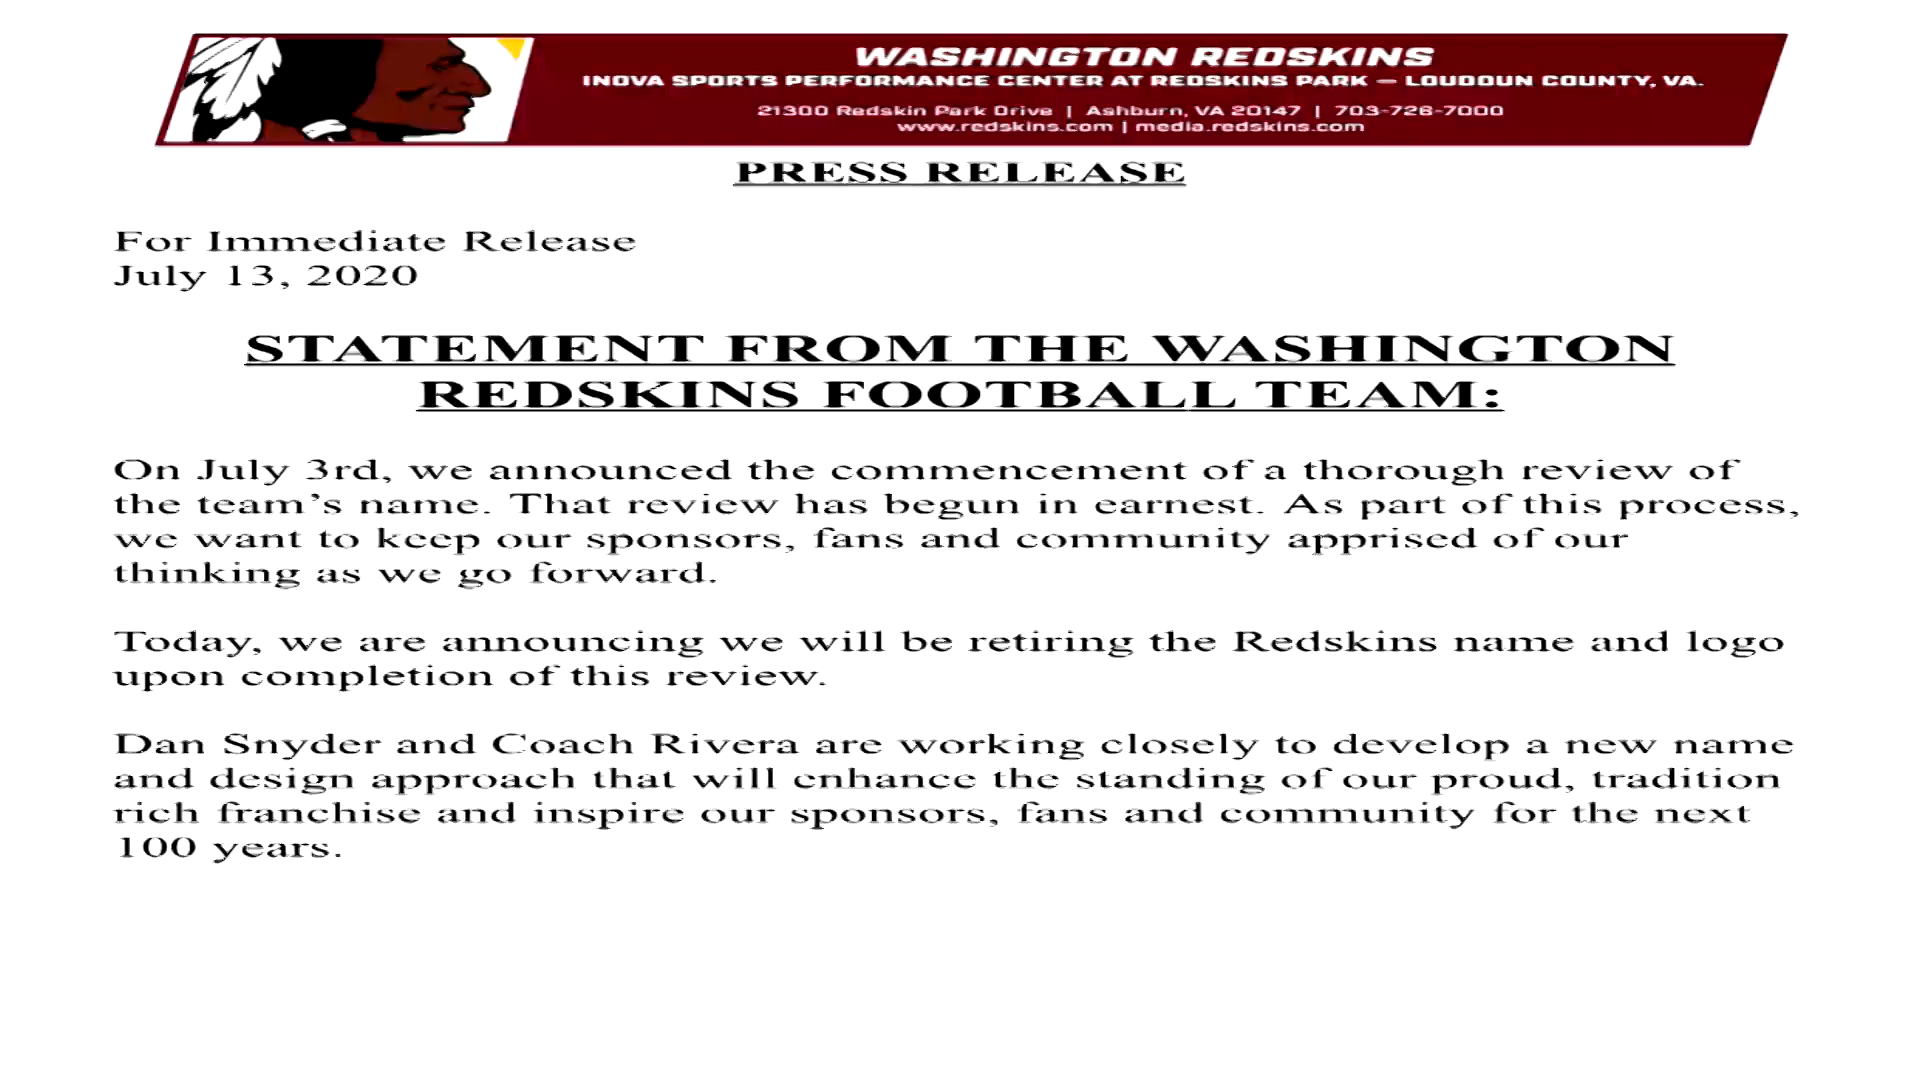 WASHINGTON REDSKINS
INOVA SPORTS PERFORMANCE CENTER AT REDSKINS PARK – LOUDOUN COUNTY, VA.
21300 Redskin Park Drive | Ashburn, VA 20147 | 703-726-7000
www.redskins.com | media.redskins.com
PRESS RELEASE
For Immediate Release
July 13, 2020
STATEMENT FROM THE WASHINGTON
REDSKINS FOOTBALL TEAM:
On July 3rd, we announced the commencement of a thorough review of
the team’s name. That review has begun in earnest. As part of this process,
we want to keep our sponsors, fans and community apprised of our
thinking as we go forward.
Today, we are announcing we will be retiring the Redskins name and logo
upon completion of this review.
Dan Snyder and Coach Rivera are working closely to develop a new name
and design approach that will enhance the standing of our proud, tradition
rich franchise and inspire our sponsors, fans and community for the next
100 years.